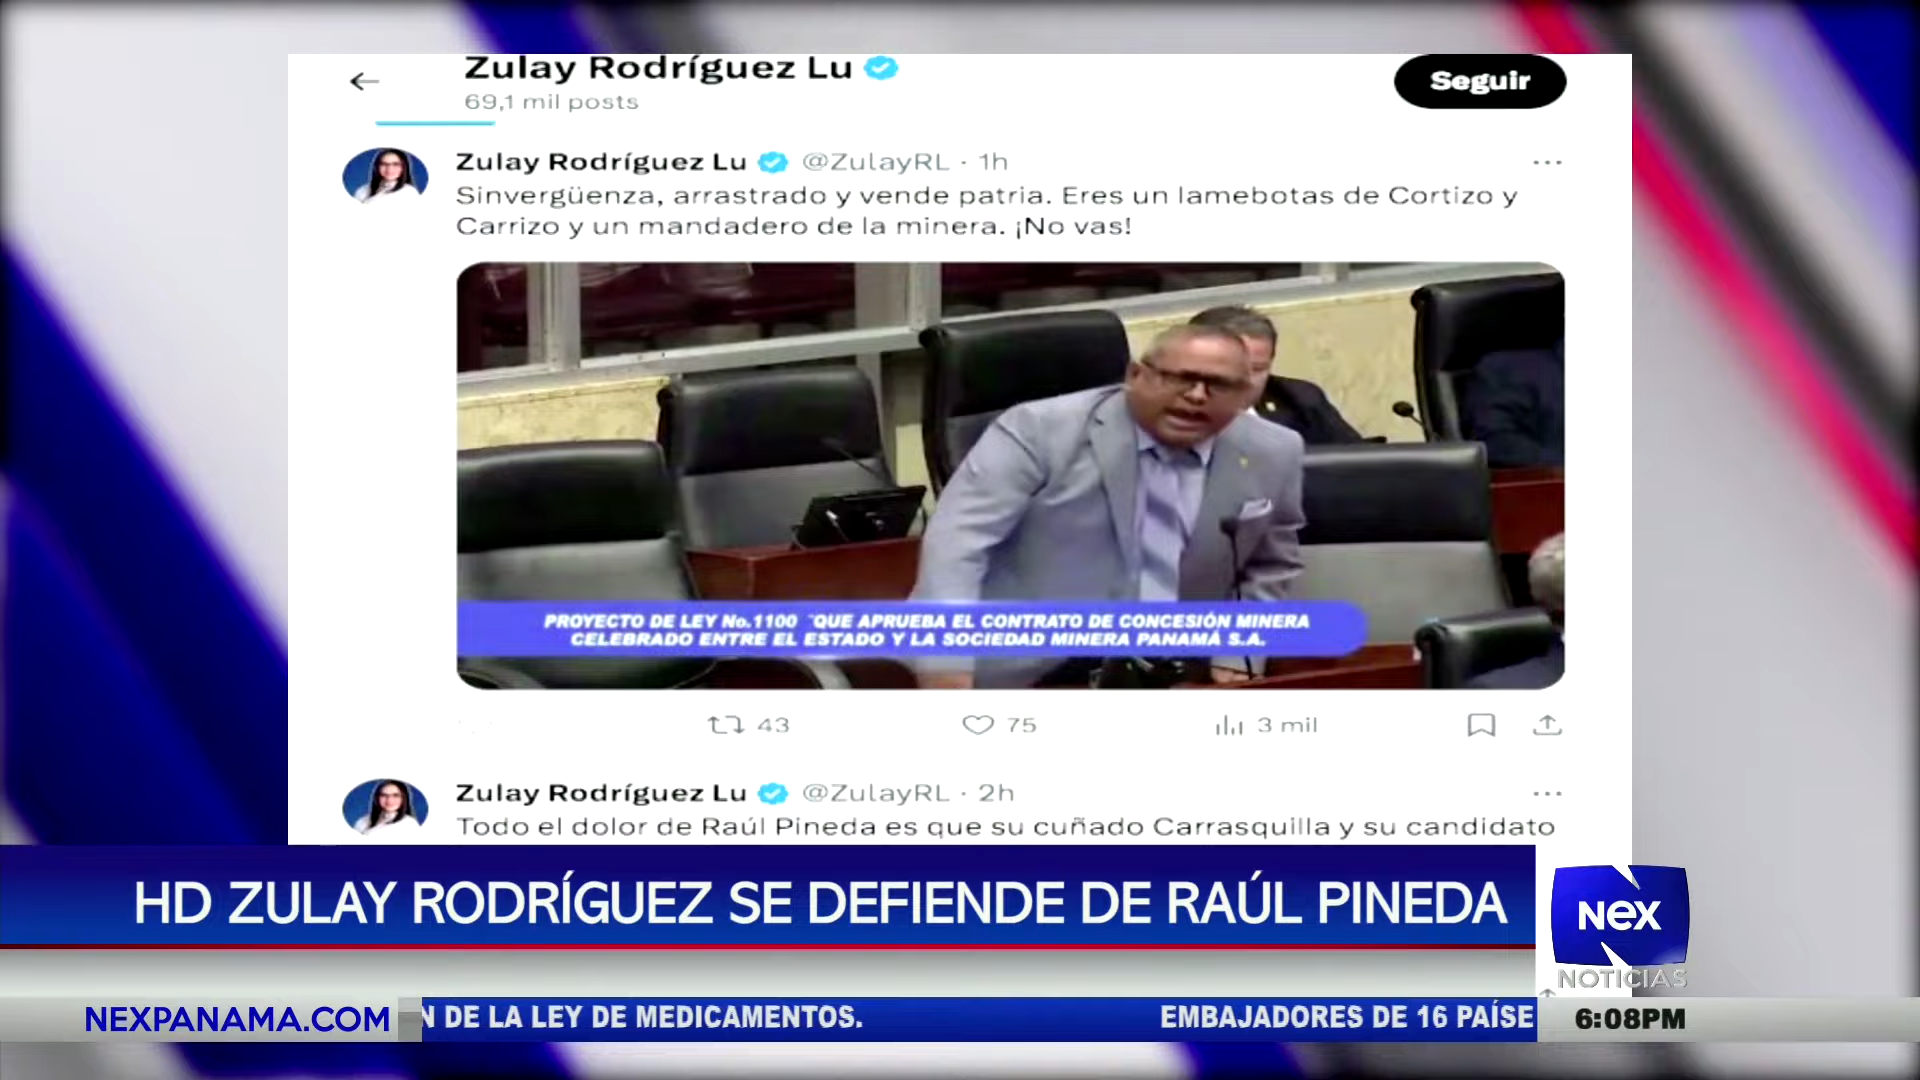 Zulay Rodríguez Lu
69,1 mil posts
Seguir
Zulay Rodríguez Lu @ZulayRL · 1h
Sinvergüenza, arrastrado y vende patria. Eres un lamebotas de Cortizo y
Carrizo y un mandadero de la minera. ¡No vas!
PROYECTO DE LEY No.1100 "QUE APRUEBA EL CONTRATO DE CONCESIÓN MINERA
CELEBRADO ENTRE EL ESTADO Y LA SOCIEDAD MINERA PANAMÁ S.A.
43 75 3 mil
Zulay Rodríguez Lu @ZulayRL · 2h
Todo el dolor de Raúl Pineda es que su cuñado Carrasquilla y su candidato
HD ZULAY RODRÍGUEZ SE DEFIENDE DE RAÚL PINEDA
Nex
NOTICIAS
NEXPANAMA.COM
N DE LA LEY DE MEDICAMENTOS. EMBAJADORES DE 16 PAÍSE
6:08PM